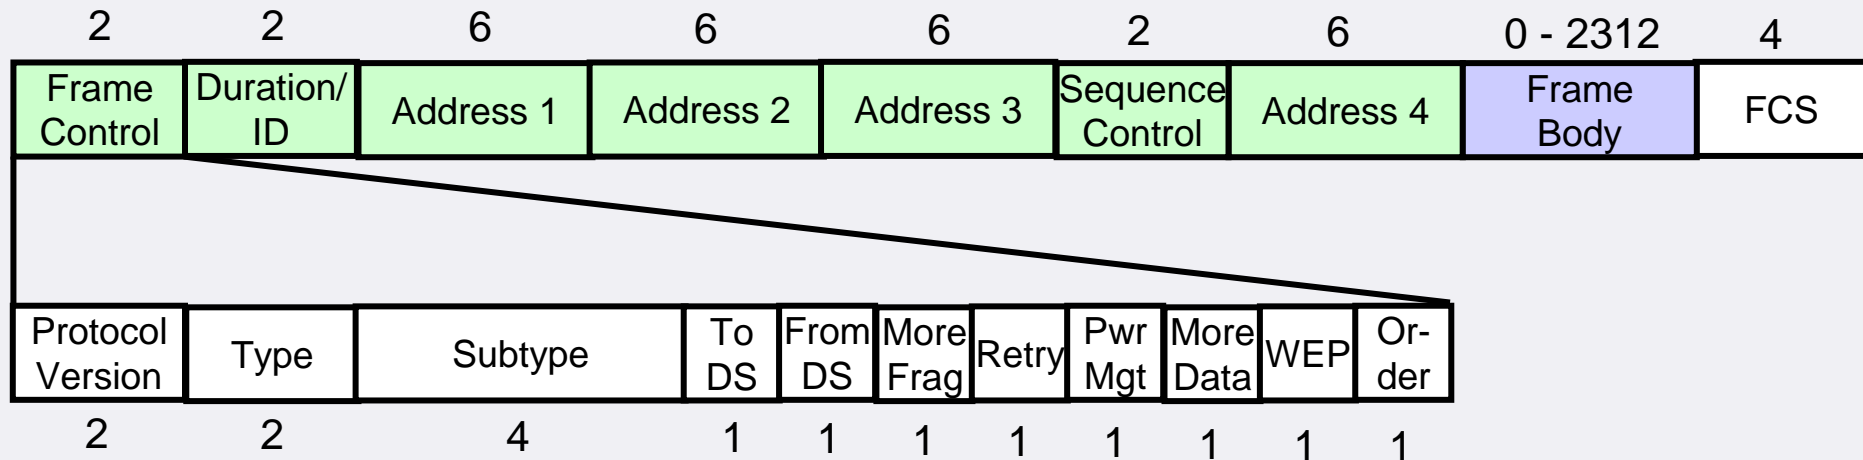 2 2 6 6 6 2 6 0 - 2312 4
Frame Control
Duration/ ID
Address 1
Address 2
Address 3
Sequence Control
Address 4
Frame Body
FCS
Protocol Version
Type
Subtype
To DS
From DS
More Frag
Retry
Pwr Mgt
More Data
WEP
Or- der
2 2 4 1 1 1 1 1 1 1 1